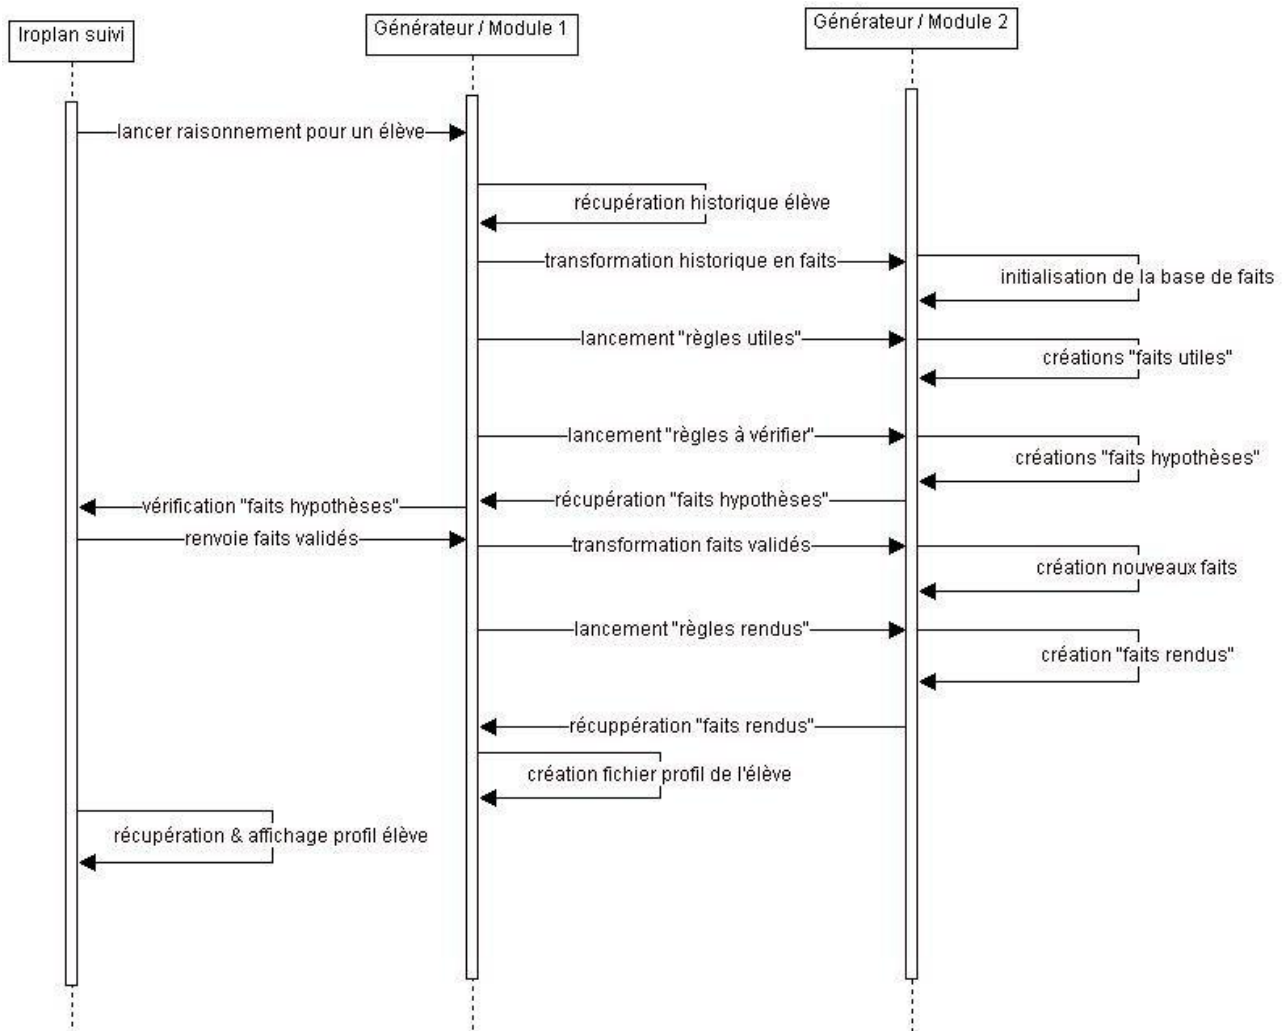 Iroplan suivi
Générateur / Module 1
Générateur / Module 2
lancer raisonnement pour un élève
récupération historique élève
transformation historique en faits
initialisation de la base de faits
lancement "règles utiles"
créations "faits utiles"
lancement "règles à vérifier"
créations "faits hypothèses"
récupération "faits hypothèses"
vérification "faits hypothèses"
renvoie faits validés
transformation faits validés
création nouveaux faits
lancement "règles rendus"
création "faits rendus"
récuppération "faits rendus"
création fichier profil de l'élève
récupération & affichage profil élève